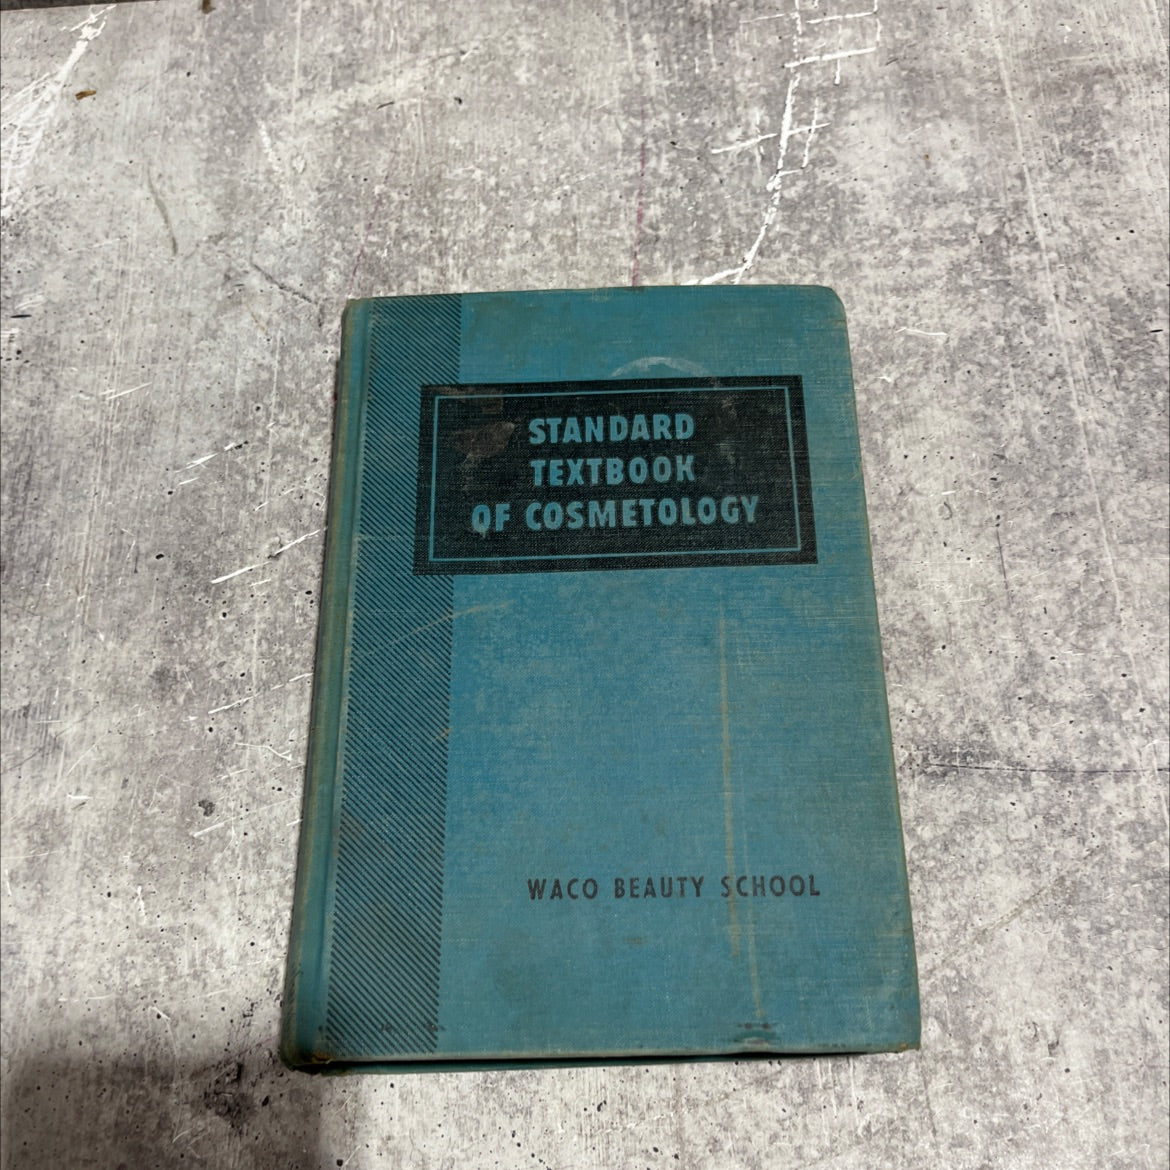 STANDARD
TEXTBOOK
OF COSMETOLOGY
WACO BEAUTY SCHOOL